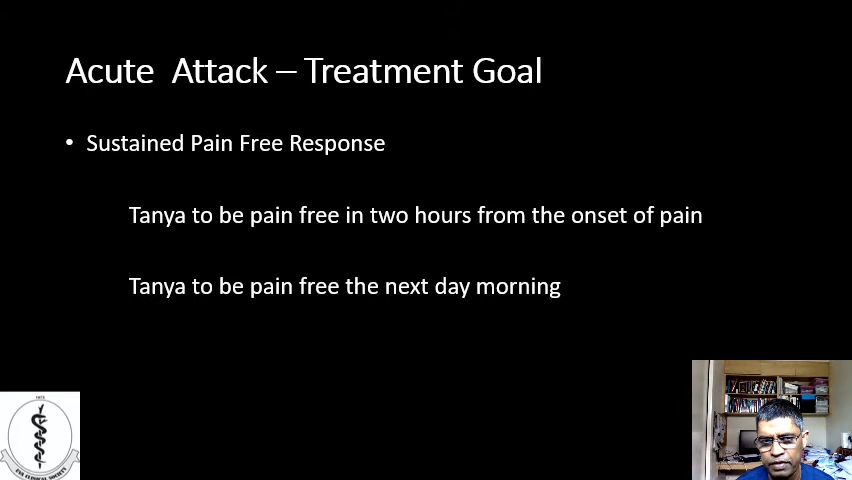 Acute Attack – Treatment Goal
• Sustained Pain Free Response
Tanya to be pain free in two hours from the onset of pain
Tanya to be pain free the next day morning